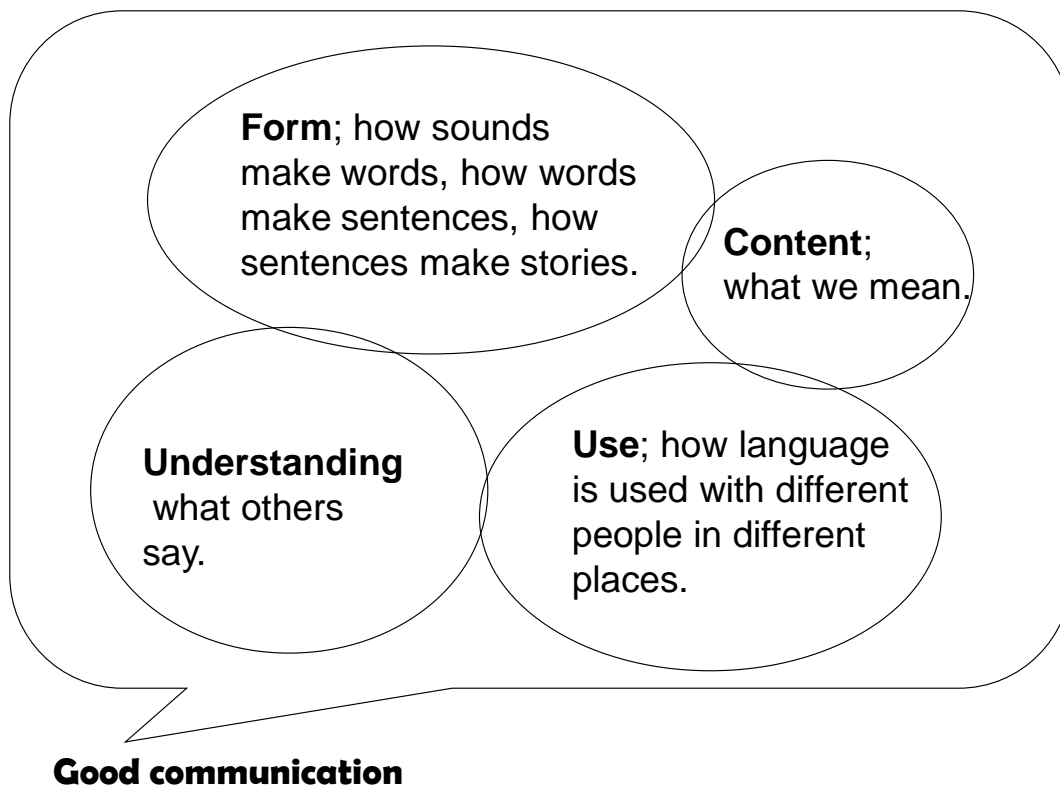 Form; how sounds
make words, how words
make sentences, how
sentences make stories.
Content;
what we mean.
Understanding
what others
say.
Use; how language
is used with different
people in different
places.
Good communication